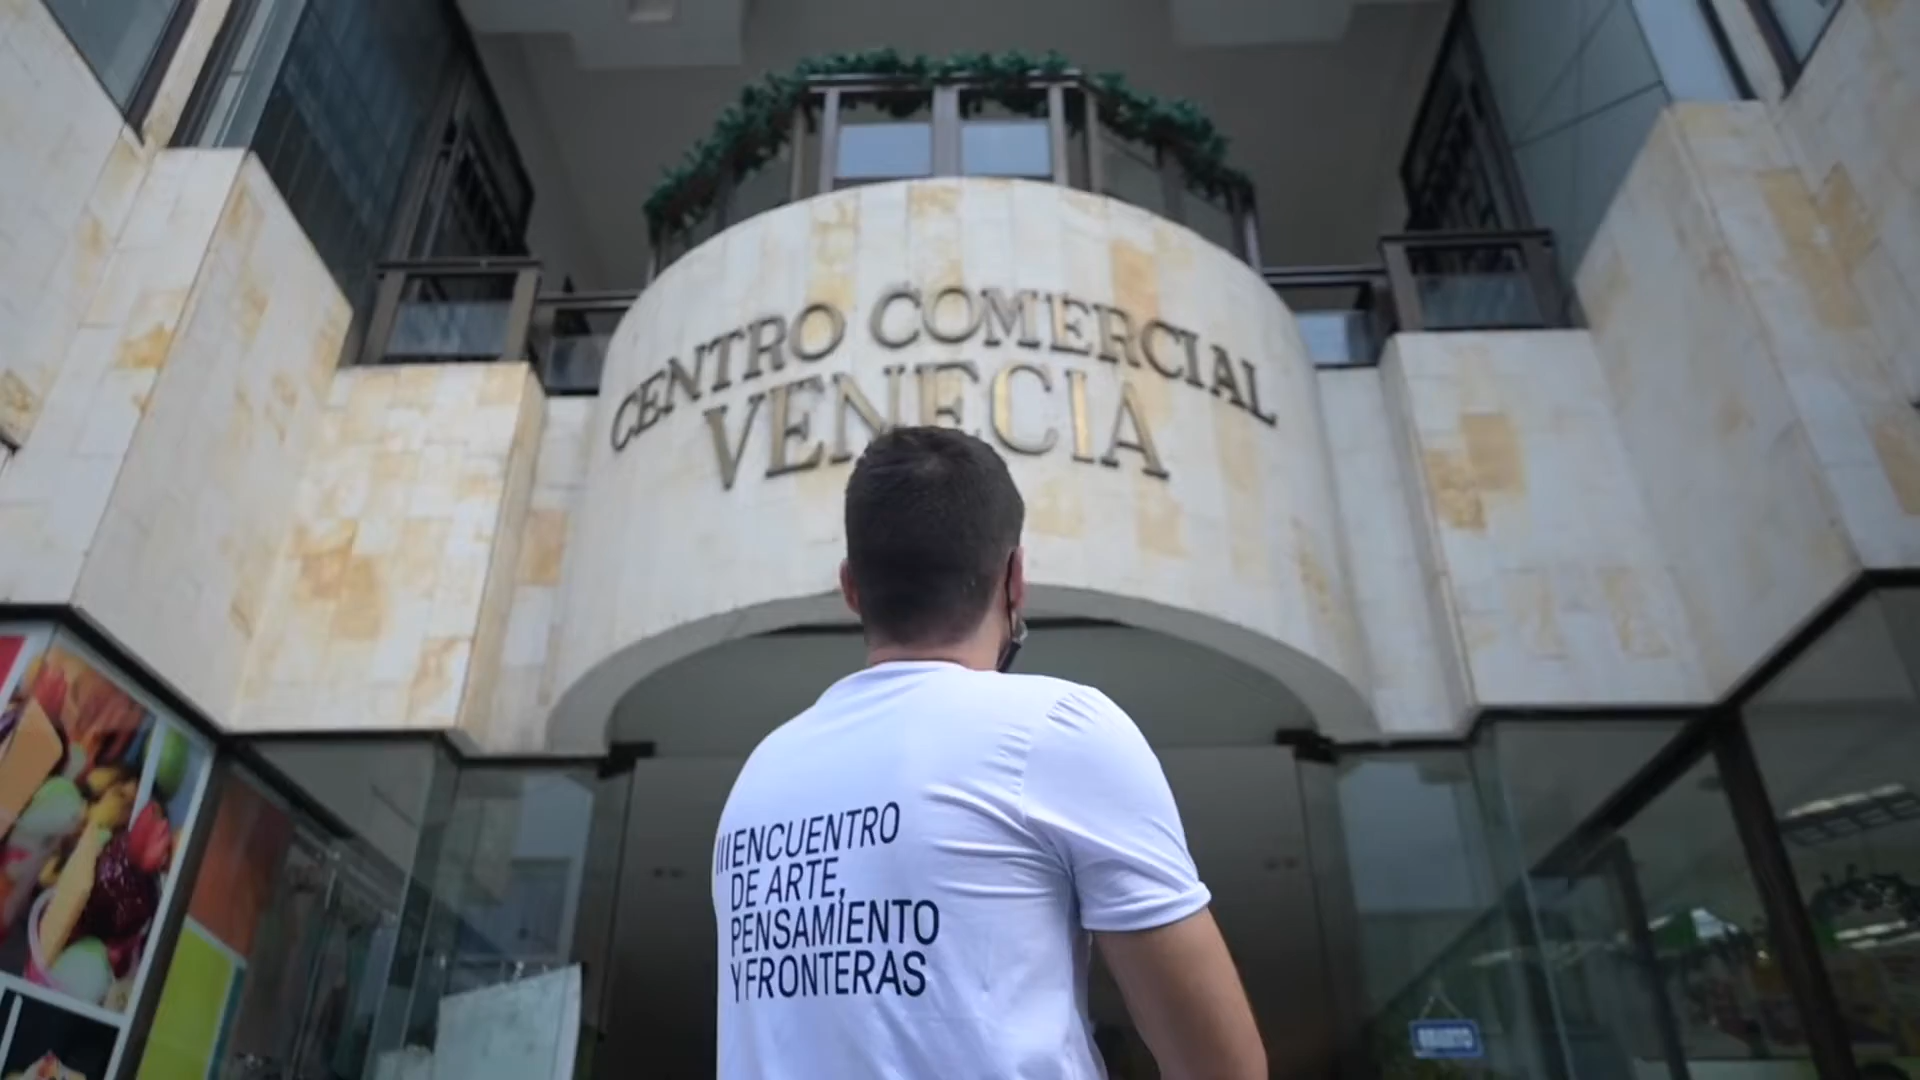 CENTRO COMERCIAL
VENECIA
III ENCUENTRO
DE ARTE,
PENSAMIENTO
Y FRONTERAS